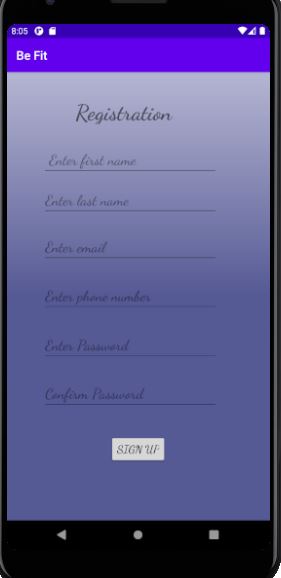 8:05
Be Fit
Registration
Enter first name
Enter last name
Enter email
Enter phone number
Enter Password
Confirm Password
SIGN UP